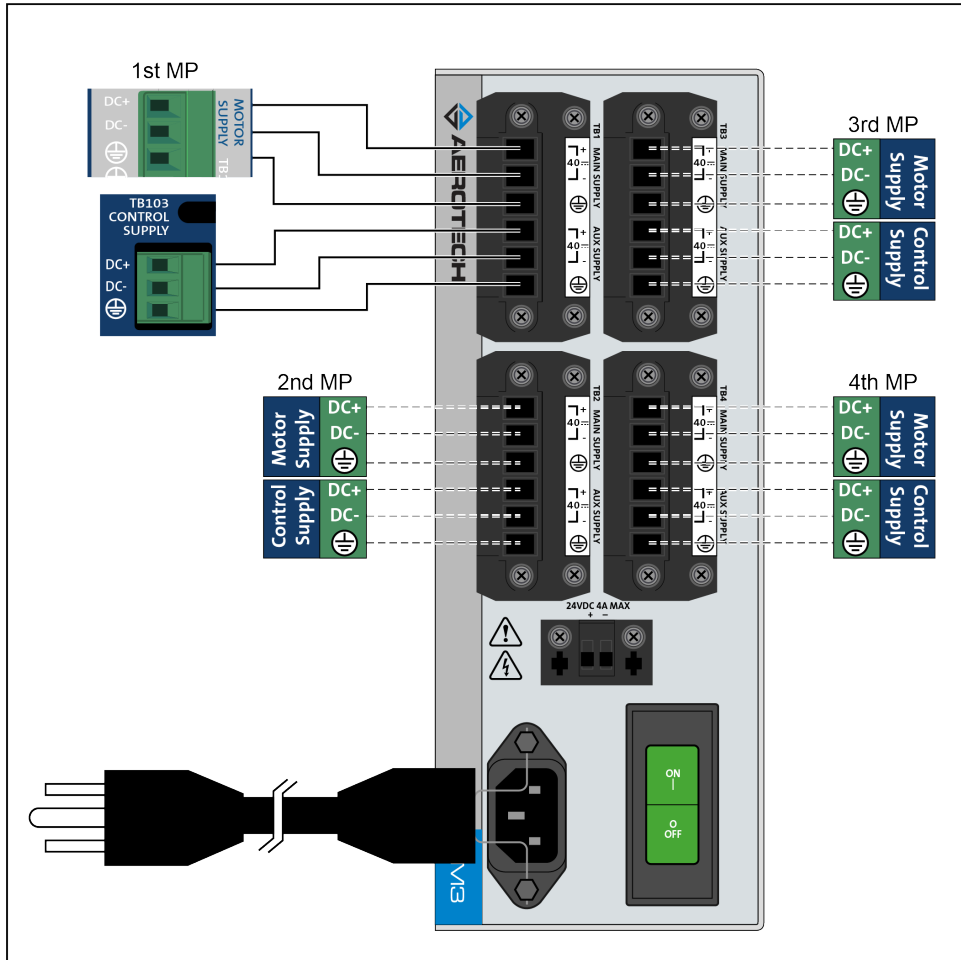 1st MP
DC+
DC-
MOTOR
SUPPLY
TB103
CONTROL
SUPPLY
DC+
DC-
AEROTECH
TB1
MAIN SUPPLY
+
40
-
AUX SUPPLY
+
40
-
TB3
MAIN SUPPLY
+
40
-
AUX SUPPLY
+
40
-
3rd MP
DC+
DC-
Motor
Supply
DC+
DC-
Control
Supply
2nd MP
Motor
Supply
DC+
DC-
Control
Supply
DC+
DC-
TB2
MAIN SUPPLY
+
40
-
AUX SUPPLY
+
40
-
TB4
MAIN SUPPLY
+
40
-
AUX SUPPLY
+
40
-
4th MP
DC+
DC-
Motor
Supply
DC+
DC-
Control
Supply
24VDC 4A MAX
+ −
ON
|
O
OFF